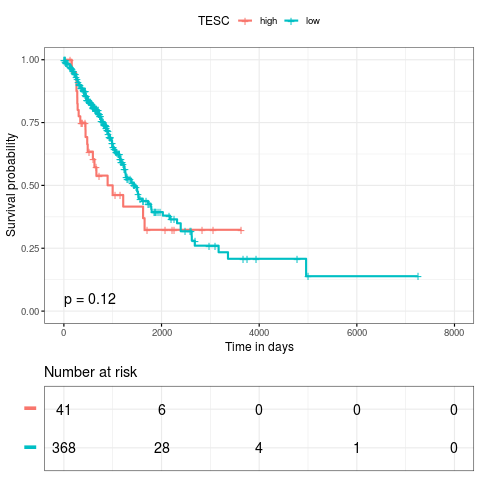 TESC high low
1.00
0.75
0.50
0.25
0.00
Survival probability
p = 0.12
0 2000 4000 6000 8000
Time in days
Number at risk
41 6 0 0 0
368 28 4 1 0